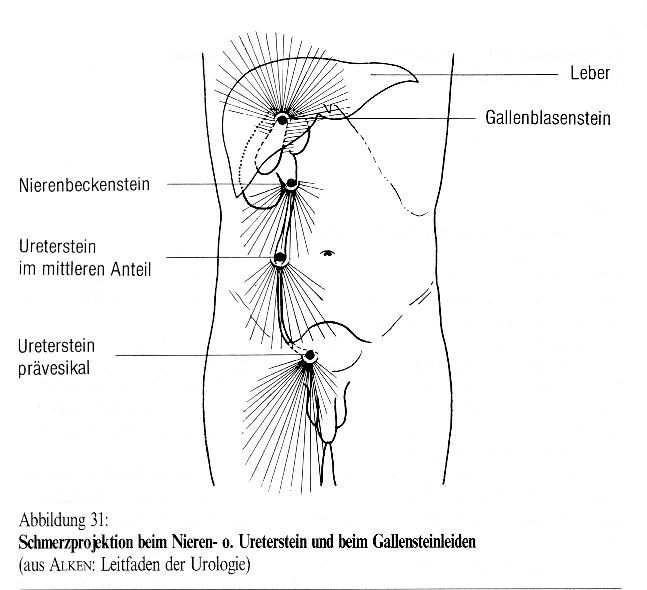 Leber
Gallenblasenstein
Nierenbeckenstein
Ureterstein
im mittleren Anteil
Ureterstein
prävesikal
Abbildung 31:
Schmerzprojektion beim Nieren- o. Ureterstein und beim Gallensteinleiden
(aus ALKEN: Leitfaden der Urologie)